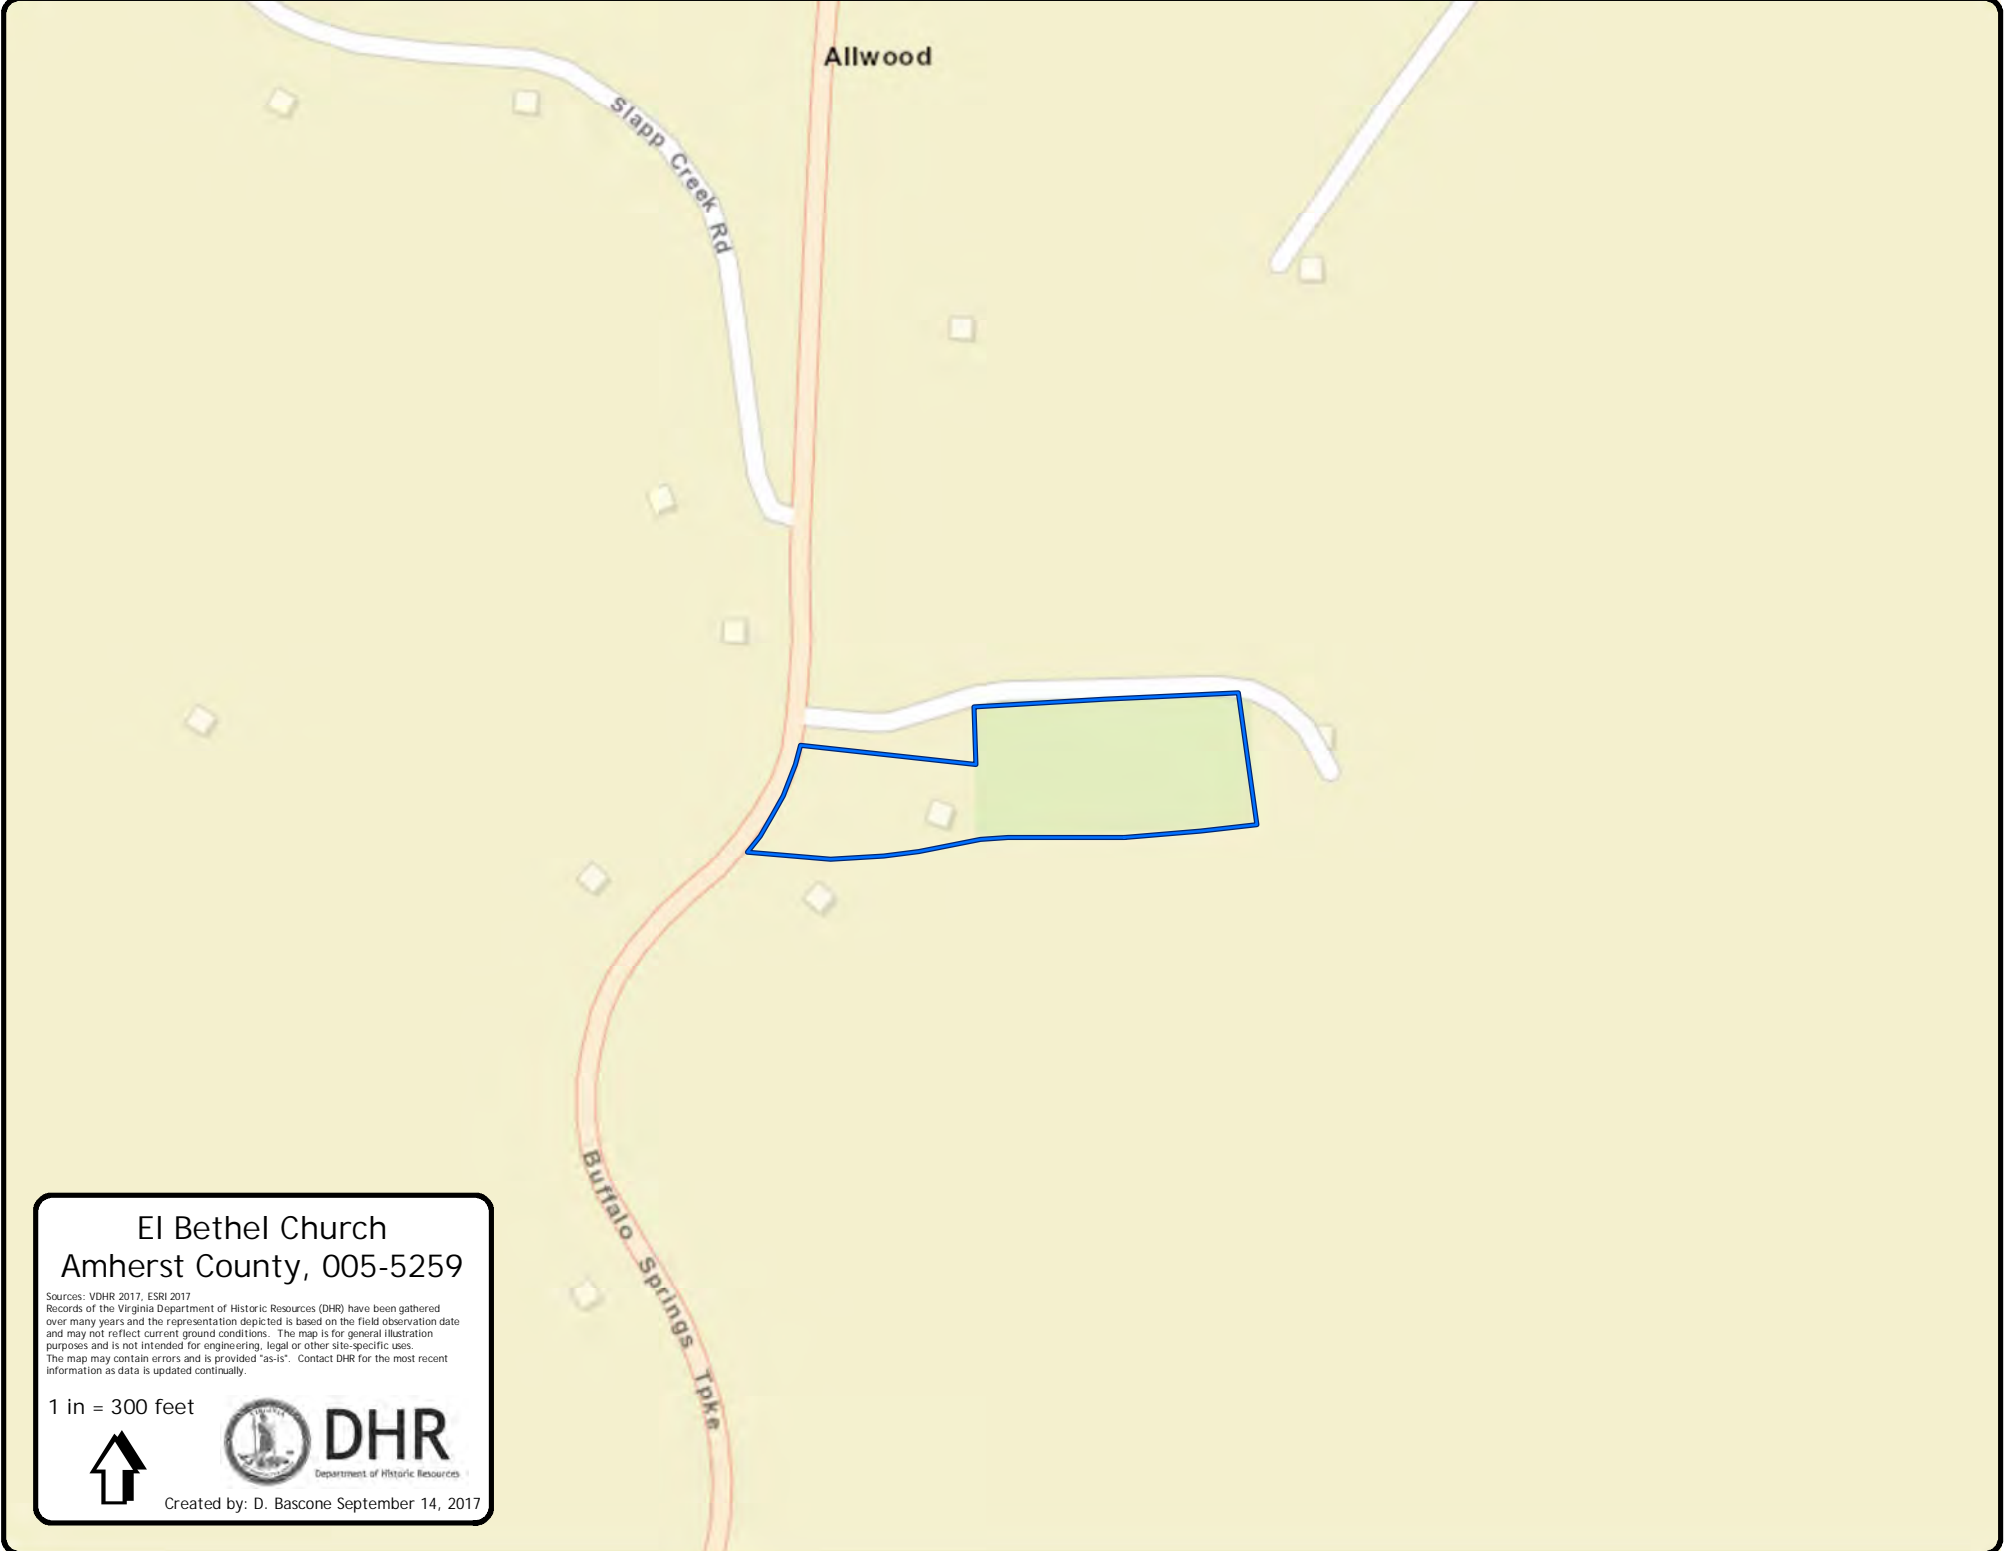 Allwood
Slapp Creek Rd
Buffalo Springs Tpke
El Bethel Church
Amherst County, 005-5259
Sources: VDHR 2017, ESRI 2017
Records of the Virginia Department of Historic Resources (DHR) have been gathered
over many years and the representation depicted is based on the field observation date
and may not reflect current ground conditions. The map is for general illustration
purposes and is not intended for engineering, legal or other site-specific uses.
The map may contain errors and is provided "as-is". Contact DHR for the most recent
information as data is updated continually.
1 in = 300 feet
DHR
Department of Historic Resources
Created by: D. Bascone September 14, 2017